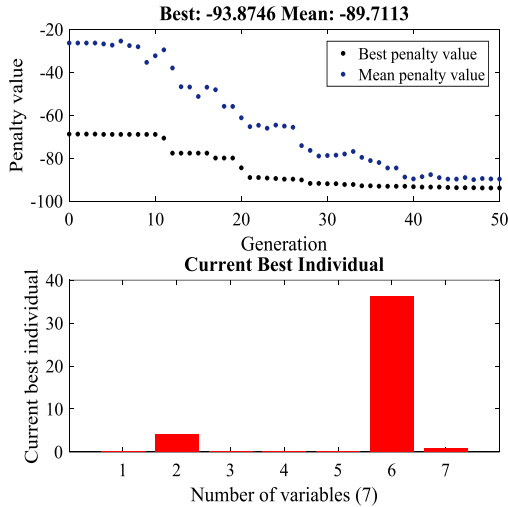 Best: -93.8746 Mean: -89.7113
-20
-40
-60
-80
-100
Penalty value
Best penalty value
Mean penalty value
0 10 20 30 40 50
Generation
Current Best Individual
40
30
20
10
0
Current best individual
1 2 3 4 5 6 7
Number of variables (7)